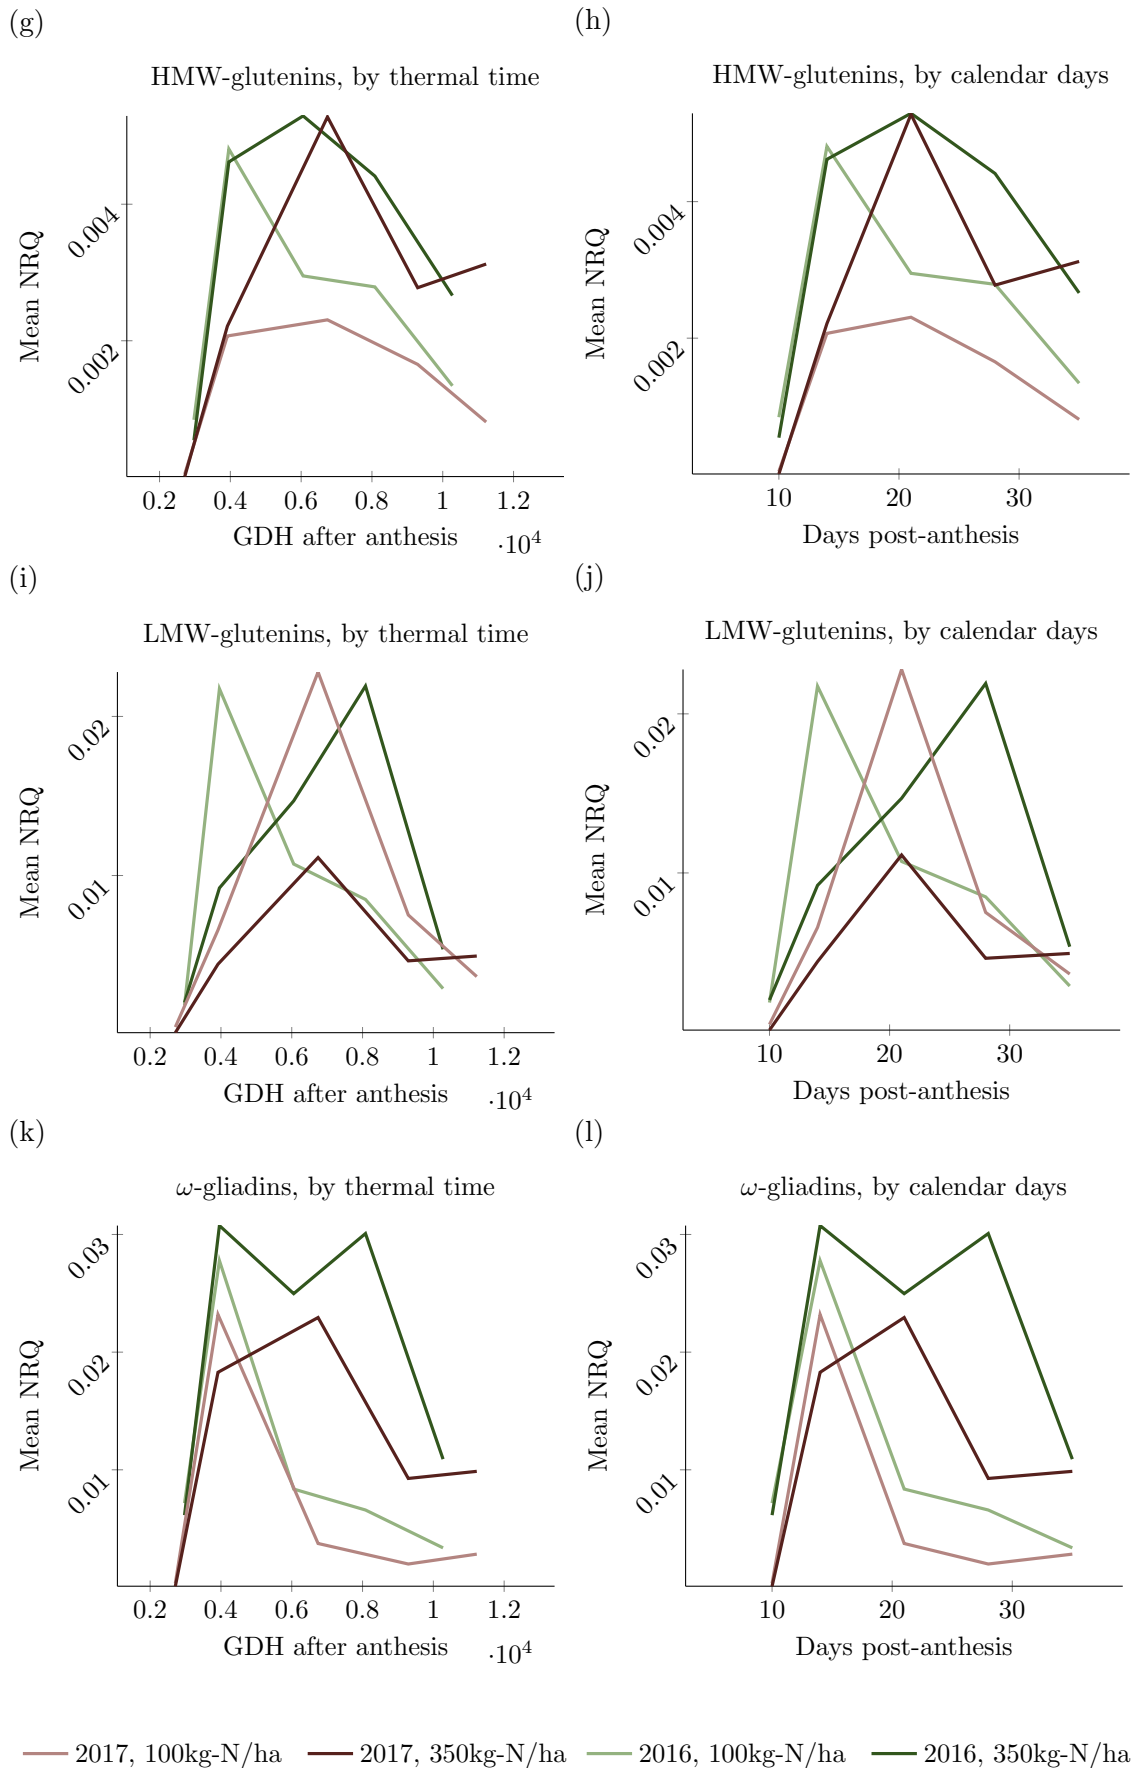 (g)
HMW-glutenins, by thermal time
Mean NRQ
0.004
0.002
0.2 0.4 0.6 0.8 1 1.2
GDH after anthesis
·10⁴
(h)
HMW-glutenins, by calendar days
Mean NRQ
0.004
0.002
10 20 30
Days post-anthesis
(i)
LMW-glutenins, by thermal time
Mean NRQ
0.02
0.01
0.2 0.4 0.6 0.8 1 1.2
GDH after anthesis
·10⁴
(j)
LMW-glutenins, by calendar days
Mean NRQ
0.02
0.01
10 20 30
Days post-anthesis
(k)
ω-gliadins, by thermal time
Mean NRQ
0.03
0.02
0.01
0.2 0.4 0.6 0.8 1 1.2
GDH after anthesis
·10⁴
(l)
ω-gliadins, by calendar days
Mean NRQ
0.03
0.02
0.01
10 20 30
Days post-anthesis
2017, 100kg-N/ha 2017, 350kg-N/ha 2016, 100kg-N/ha 2016, 350kg-N/ha